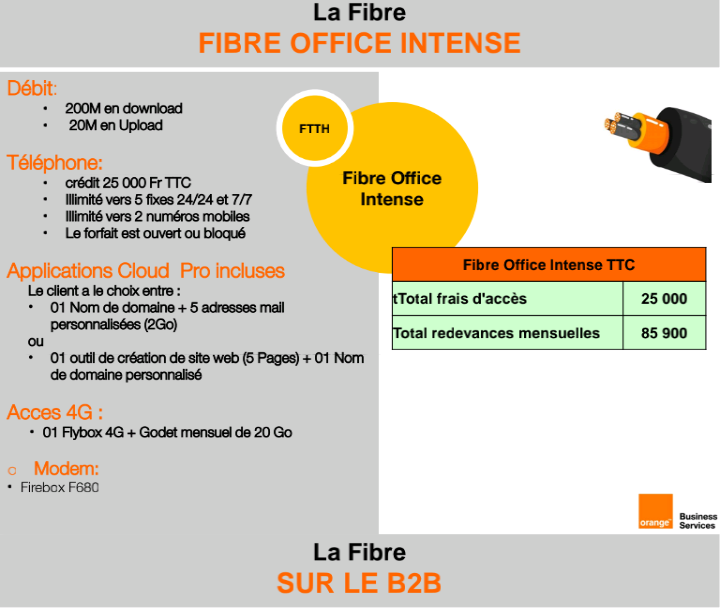 La Fibre
FIBRE OFFICE INTENSE
Débit:
• 200M en download
• 20M en Upload
Téléphone:
• crédit 25 000 Fr TTC
• Illimité vers 5 fixes 24/24 et 7/7
• Illimité vers 2 numéros mobiles
• Le forfait est ouvert ou bloqué
Applications Cloud Pro incluses
Le client a le choix entre :
• 01 Nom de domaine + 5 adresses mail
personnalisées (2Go)
ou
• 01 outil de création de site web (5 Pages) + 01 Nom
de domaine personnalisé
Acces 4G :
• 01 Flybox 4G + Godet mensuel de 20 Go
o Modem:
• Firebox F680
FTTH
Fibre Office
Intense
Fibre Office Intense TTC
tTotal frais d'accès 25 000
Total redevances mensuelles 85 900
orange™
Business
Services
La Fibre
SUR LE B2B